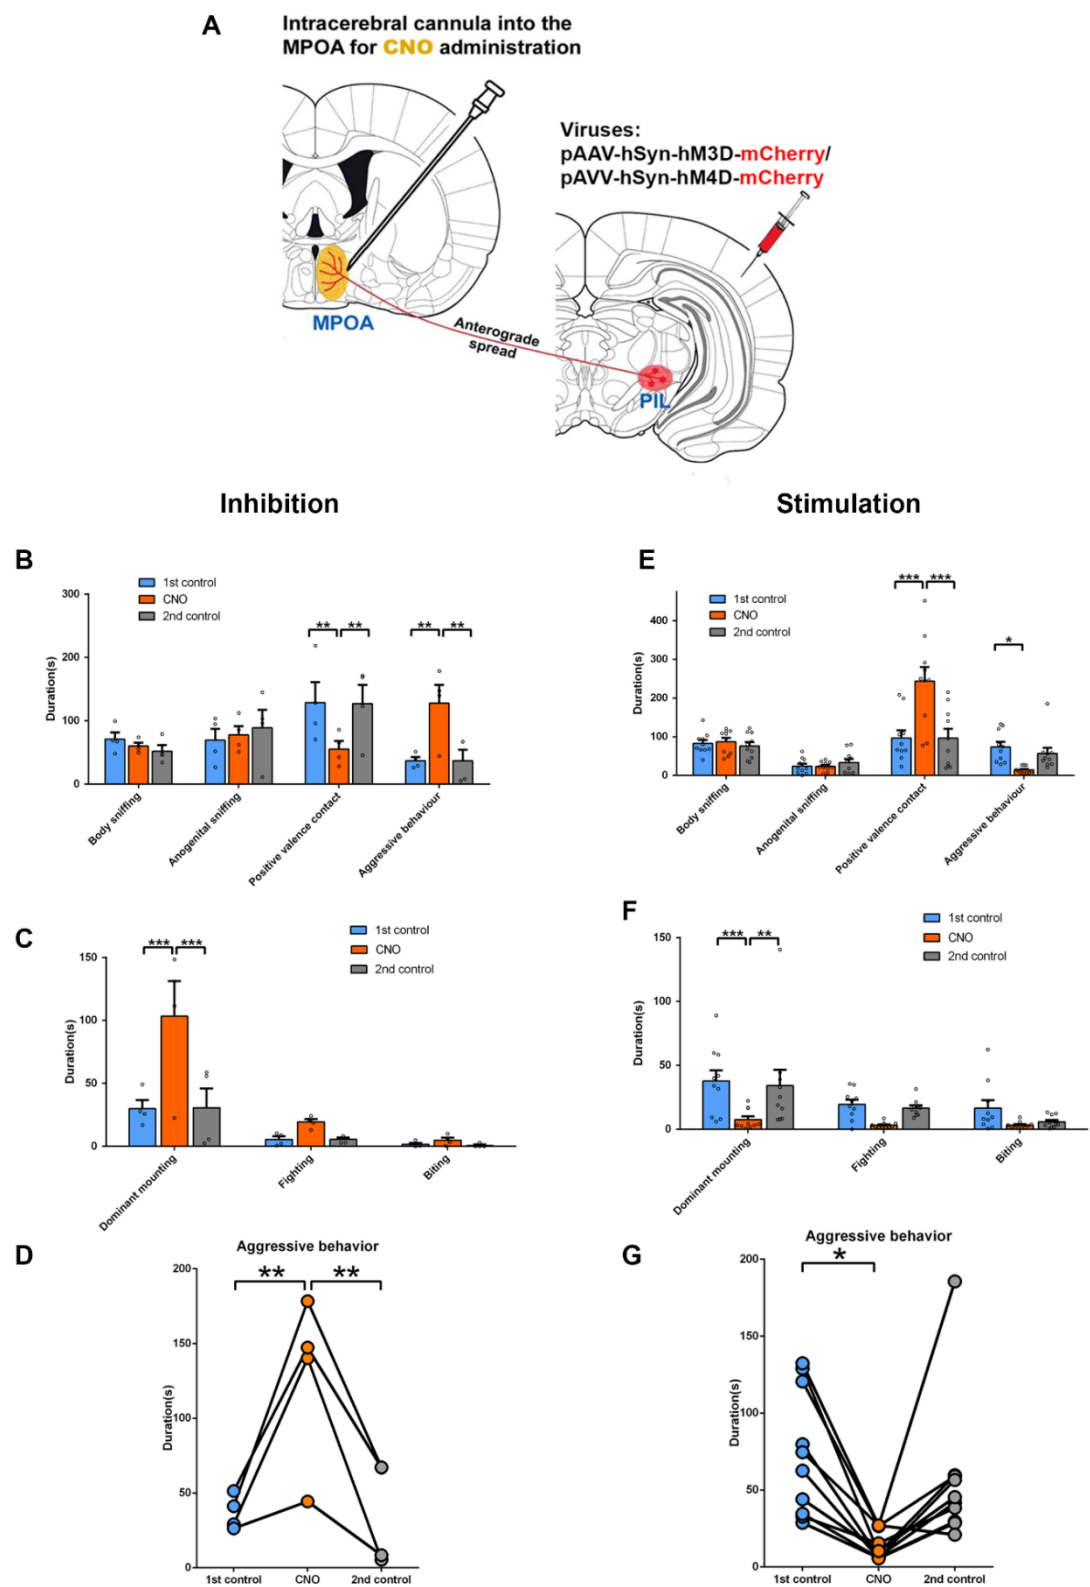 A
Intracerebral cannula into the
MPOA for CNO administration
Viruses:
pAAV-hSyn-hM3D-mCherry/
pAVV-hSyn-hM4D-mCherry
MPOA
Anterograde
spread
PIL
Inhibition
Stimulation
B
1st control
CNO
2nd control
Duration(s)
300
200
100
0
** ** ** **
Body sniffing
Anogenital sniffing
Positive valence contact
Aggressive behaviour
E
1st control
CNO
2nd control
Duration(s)
400
300
200
100
0
*** *** *
Body sniffing
Anogenital sniffing
Positive valence contact
Aggressive behaviour
C
1st control
CNO
2nd control
Duration(s)
150
100
50
0
*** ***
Dominant mounting
Fighting
Biting
F
1st control
CNO
2nd control
Duration(s)
150
100
50
0
*** **
Dominant mounting
Fighting
Biting
D
Aggressive behavior
Duration(s)
200
150
100
50
0
** **
1st control
CNO
2nd control
G
Aggressive behavior
Duration(s)
200
150
100
50
0
*
1st control
CNO
2nd control